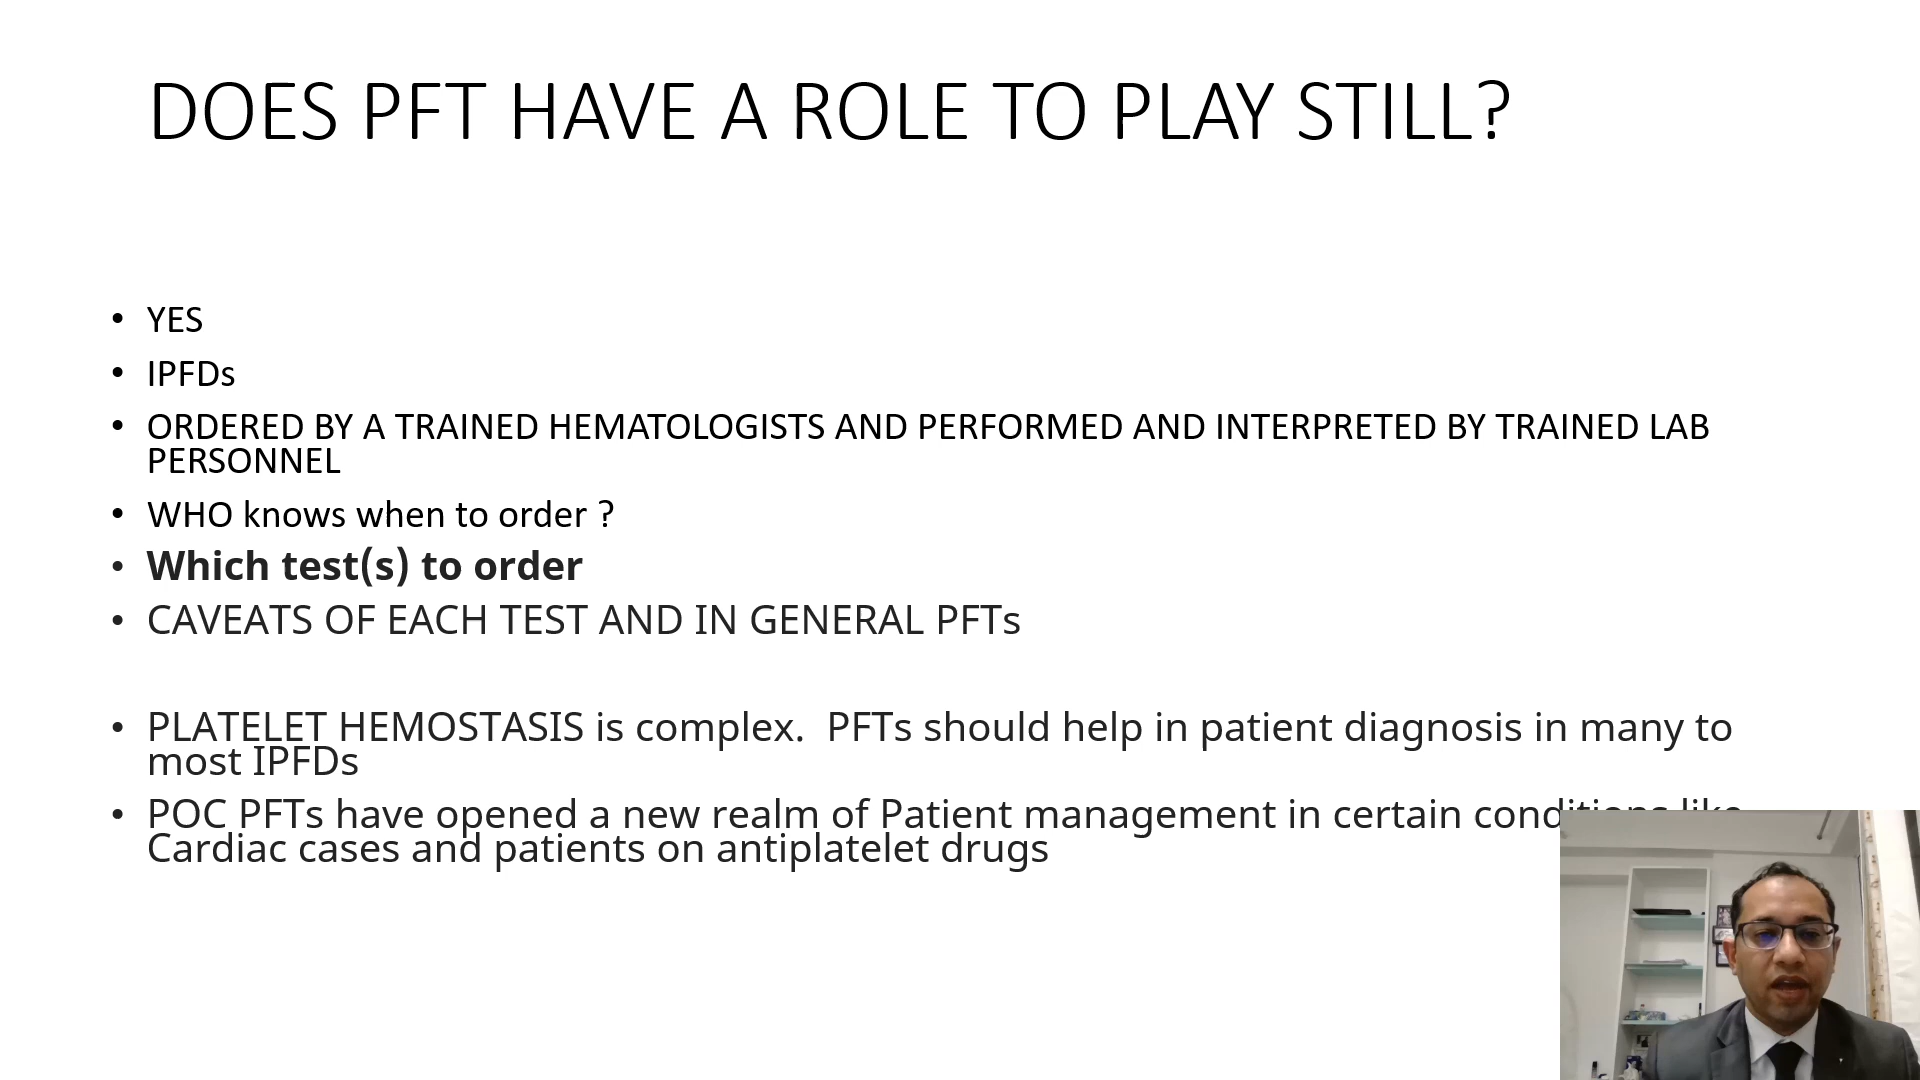 DOES PFT HAVE A ROLE TO PLAY STILL?
• YES
• IPFDs
• ORDERED BY A TRAINED HEMATOLOGISTS AND PERFORMED AND INTERPRETED BY TRAINED LAB
PERSONNEL
• WHO knows when to order ?
• Which test(s) to order
• CAVEATS OF EACH TEST AND IN GENERAL PFTs
• PLATELET HEMOSTASIS is complex.  PFTs should help in patient diagnosis in many to
most IPFDs
• POC PFTs have opened a new realm of Patient management in certain conditions like
Cardiac cases and patients on antiplatelet drugs